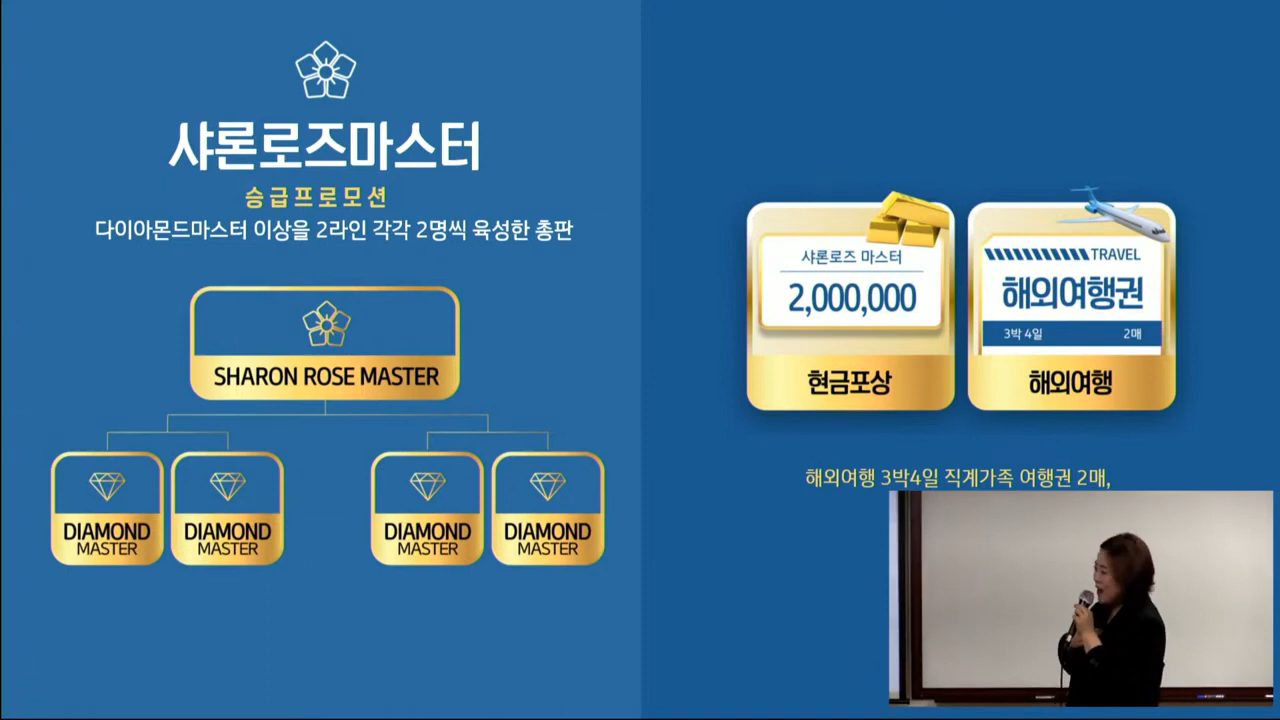 샤론로즈마스터
승급프로모션
다이아몬드마스터 이상을 2라인 각각 2명씩 육성한 총판
SHARON ROSE MASTER
DIAMOND
MASTER
DIAMOND
MASTER
DIAMOND
MASTER
DIAMOND
MASTER
샤론로즈 마스터
2,000,000
현금포상
TRAVEL
해외여행권
3박 4일
2매
해외여행
해외여행 3박4일 직계가족 여행권 2매,